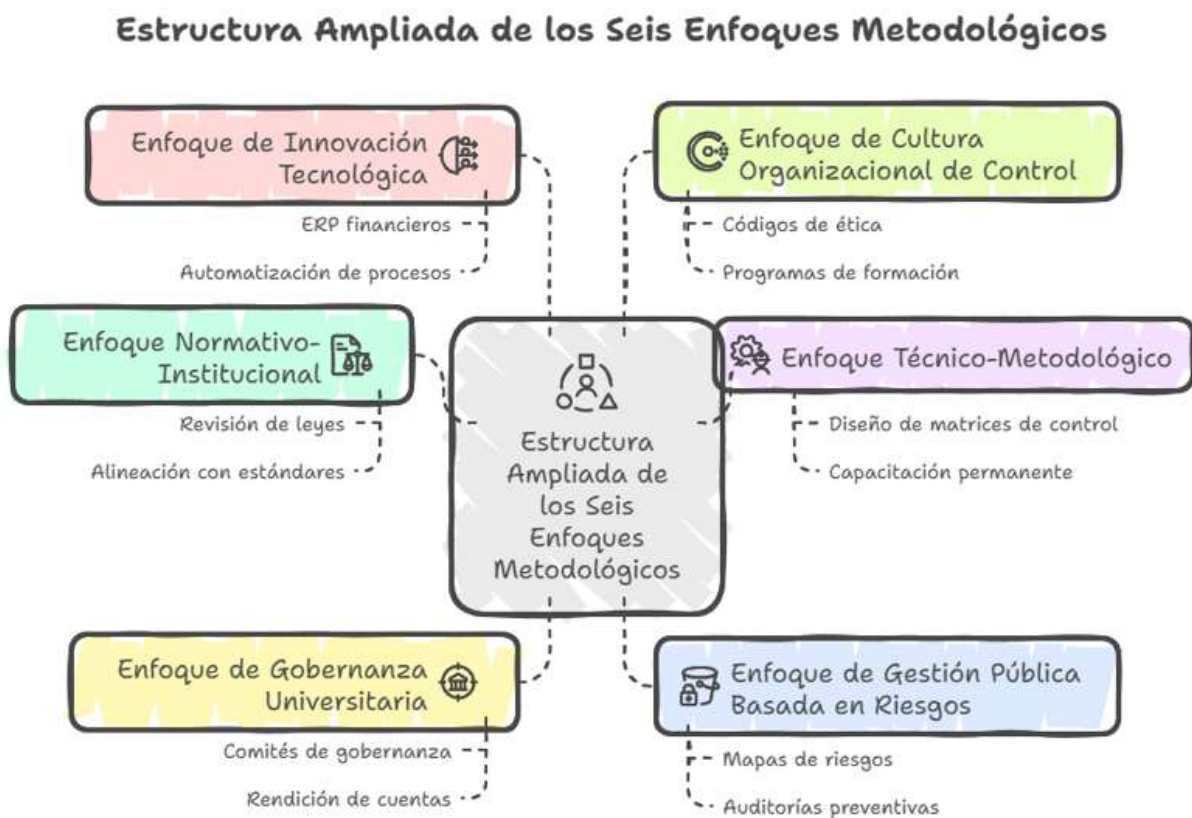 Estructura Ampliada de los Seis Enfoques Metodológicos
Enfoque de Innovación
Tecnológica
ERP financieros
Automatización de procesos
Enfoque de Cultura
Organizacional de Control
Códigos de ética
Programas de formación
Enfoque Normativo-
Institucional
Revisión de leyes
Alineación con estándares
Estructura
Ampliada de
los Seis
Enfoques
Metodológicos
Enfoque Técnico-Metodológico
Diseño de matrices de control
Capacitación permanente
Enfoque de Gobernanza
Universitaria
Comités de gobernanza
Rendición de cuentas
Enfoque de Gestión Pública
Basada en Riesgos
Mapas de riesgos
Auditorías preventivas